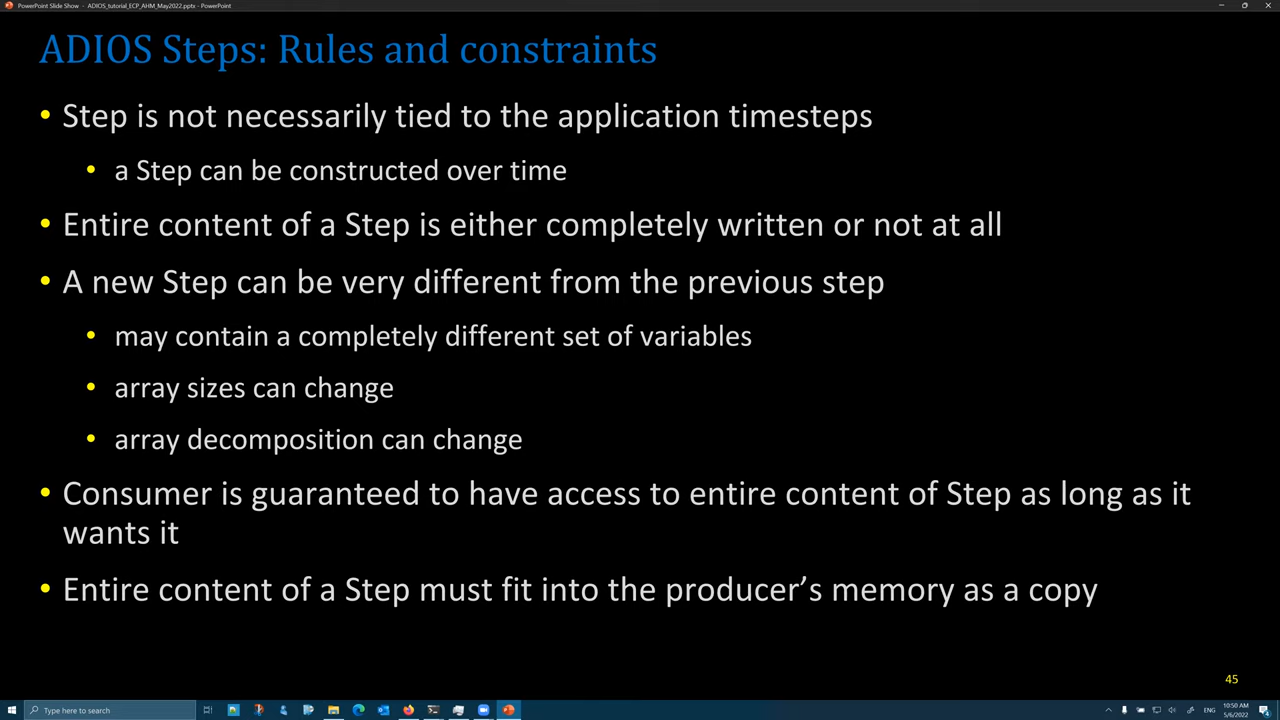 PowerPoint Slide Show - ADIOS_tutorial_ECP_AHM_May2022.pptx - PowerPoint
ADIOS Steps: Rules and constraints
• Step is not necessarily tied to the application timesteps
• a Step can be constructed over time
• Entire content of a Step is either completely written or not at all
• A new Step can be very different from the previous step
• may contain a completely different set of variables
• array sizes can change
• array decomposition can change
• Consumer is guaranteed to have access to entire content of Step as long as it
wants it
• Entire content of a Step must fit into the producer’s memory as a copy
45
Type here to search
ENG
10:50 AM
5/6/2022